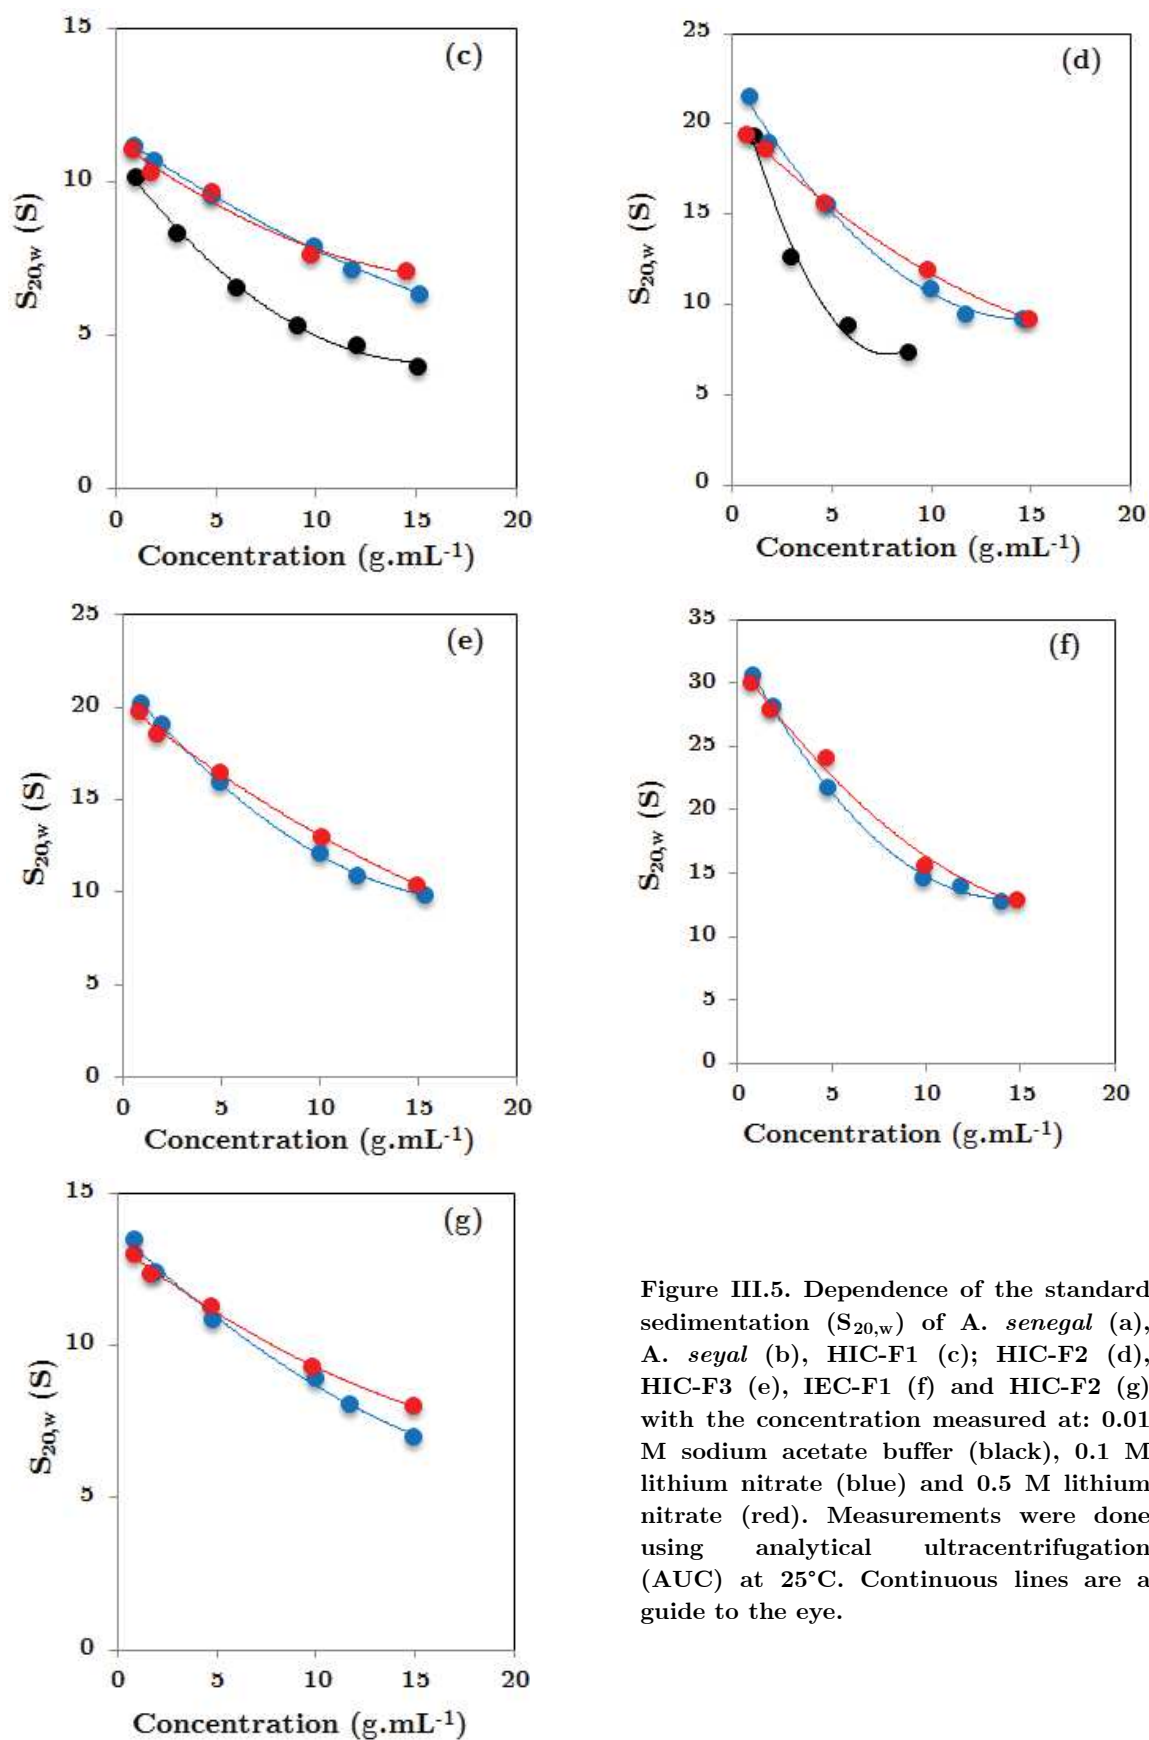 15
(c)
10
5
0
0 5 10 15 20
S20,w (S)
Concentration (g.mL-1)
25
(d)
20
15
10
5
0
0 5 10 15 20
S20,w (S)
Concentration (g.mL-1)
25
(e)
20
15
10
5
0
0 5 10 15 20
S20,w (S)
Concentration (g.mL-1)
35
(f)
30
25
20
15
10
5
0
0 5 10 15 20
S20,w (S)
Concentration (g.mL-1)
15
(g)
10
5
0
0 5 10 15 20
S20,w (S)
Concentration (g.mL-1)
Figure III.5. Dependence of the standard
sedimentation (S20,w) of A. senegal (a),
A. seyal (b), HIC-F1 (c); HIC-F2 (d),
HIC-F3 (e), IEC-F1 (f) and HIC-F2 (g)
with the concentration measured at: 0.01
M sodium acetate buffer (black), 0.1 M
lithium nitrate (blue) and 0.5 M lithium
nitrate (red). Measurements were done
using analytical ultracentrifugation
(AUC) at 25°C. Continuous lines are a
guide to the eye.